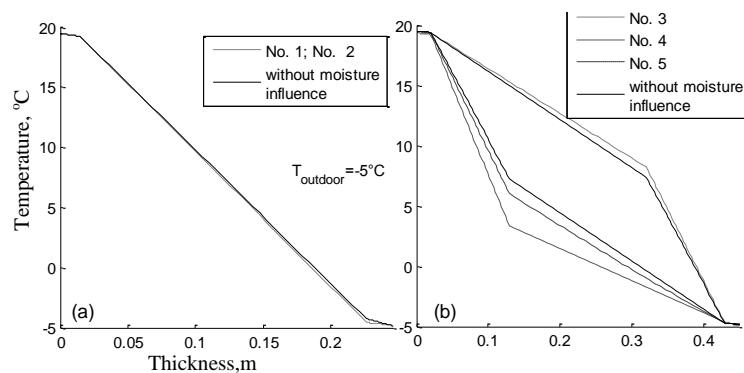 20
15
10
5
0
-5
Temperature, °C
No. 1; No. 2
without moisture
influence
Toutdoor=-5°C
(a)
0
0.05
0.1
0.15
0.2
Thickness,m
20
15
10
5
0
-5
No. 3
No. 4
No. 5
without moisture
influence
(b)
0
0.1
0.2
0.3
0.4